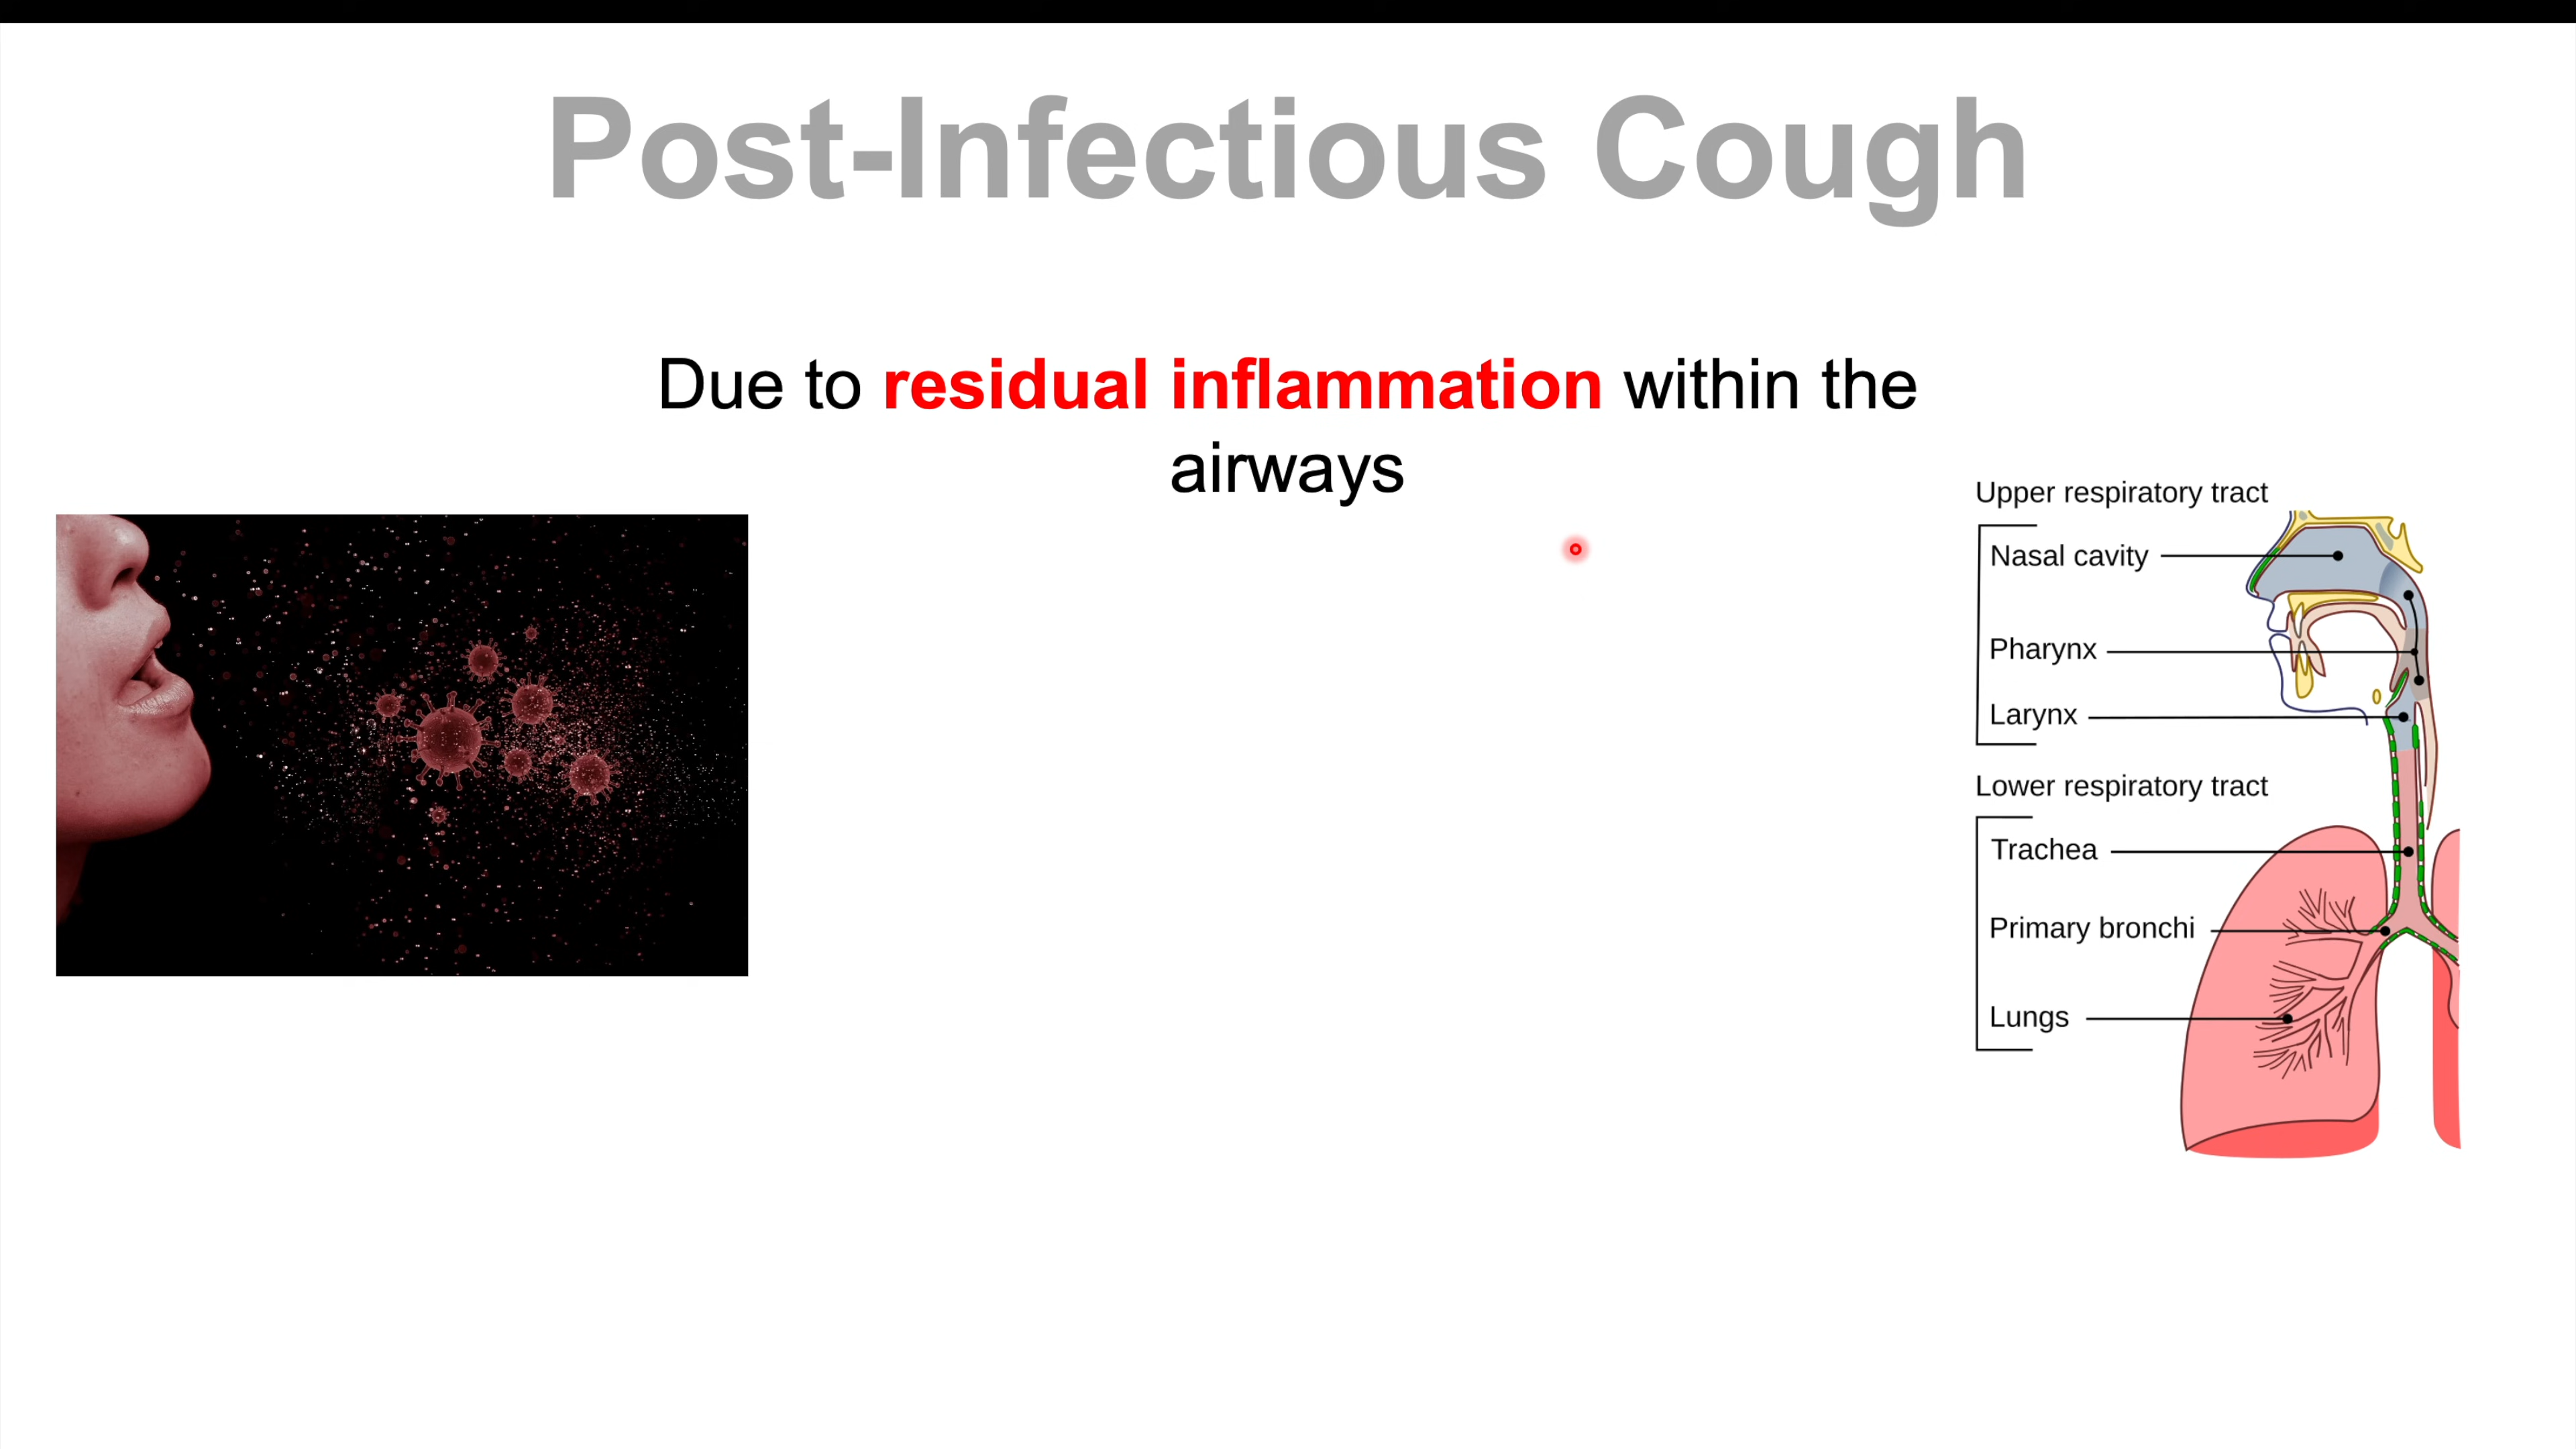 Post-Infectious Cough
Due to residual inflammation within the
airways
Upper respiratory tract
Nasal cavity
Pharynx
Larynx
Lower respiratory tract
Trachea
Primary bronchi
Lungs